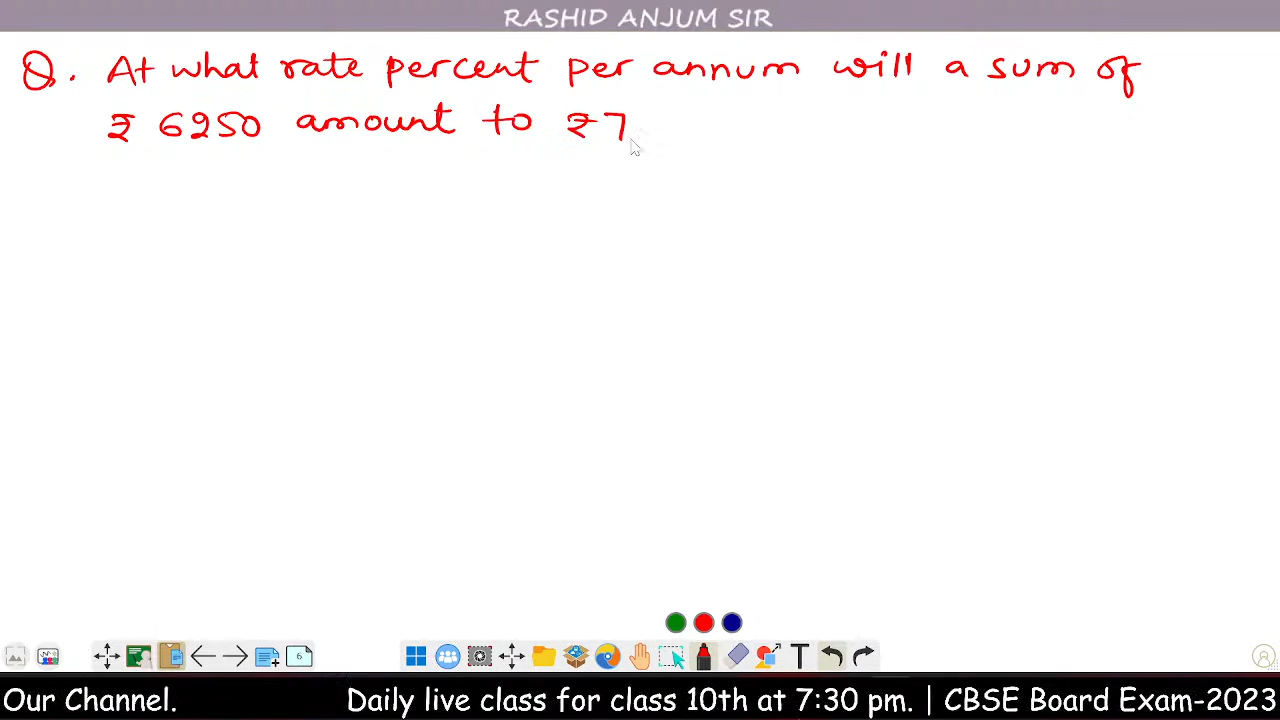 RASHID ANJUM SIR
Q. At what rate percent per annum will a sum of
₹ 6250 amount to ₹7
6
Our Channel. Daily live class for class 10th at 7:30 pm. | CBSE Board Exam-2023